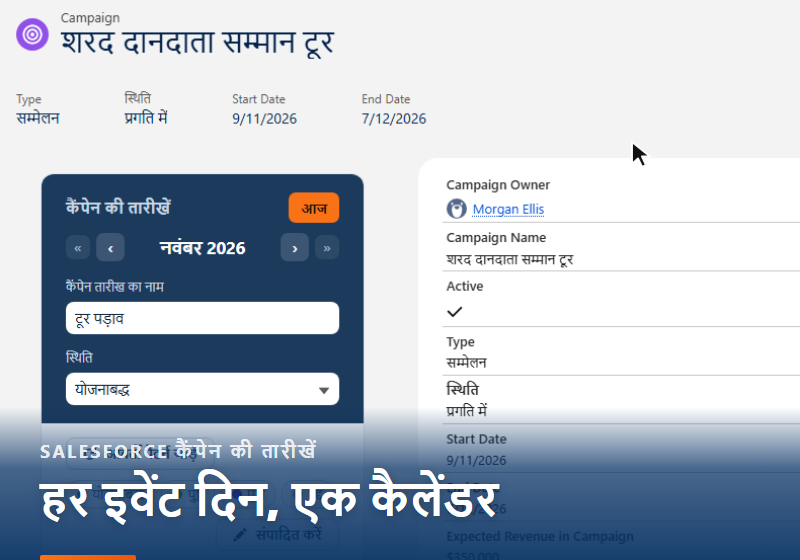 Campaign
शरद दानदाता सम्मान टूर
Type
स्थिति
Start Date
End Date
सम्मेलन
प्रगति में
9/11/2026
7/12/2026
कैंपेन की तारीखें
आज
«
‹
नवंबर 2026
›
»
कैंपेन तारीख का नाम
टूर पड़ाव
स्थिति
योजनाबद्ध
Campaign Owner
Morgan Ellis
Campaign Name
शरद दानदाता सम्मान टूर
Active
Type
सम्मेलन
स्थिति
प्रगति में
Start Date
9/11/2026
Expected Revenue in Campaign
$350,000
SALESFORCE कैंपेन की तारीखें
हर इवेंट दिन, एक कैलेंडर
संपादित करें